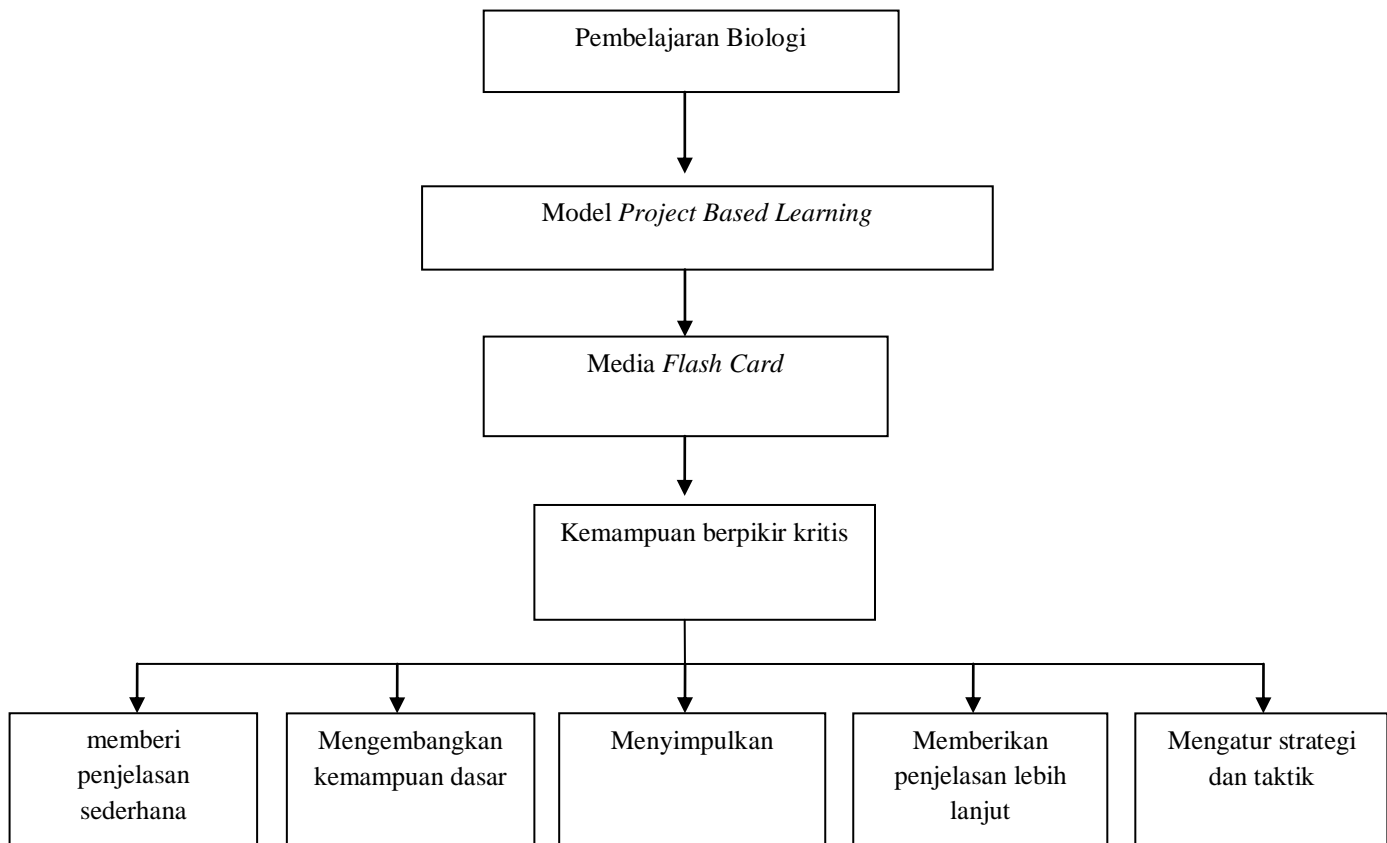 Pembelajaran Biologi
Model Project Based Learning
Media Flash Card
Kemampuan berpikir kritis
memberi
penjelasan
sederhana
Mengembangkan
kemampuan dasar
Menyimpulkan
Memberikan
penjelasan lebih
lanjut
Mengatur strategi
dan taktik